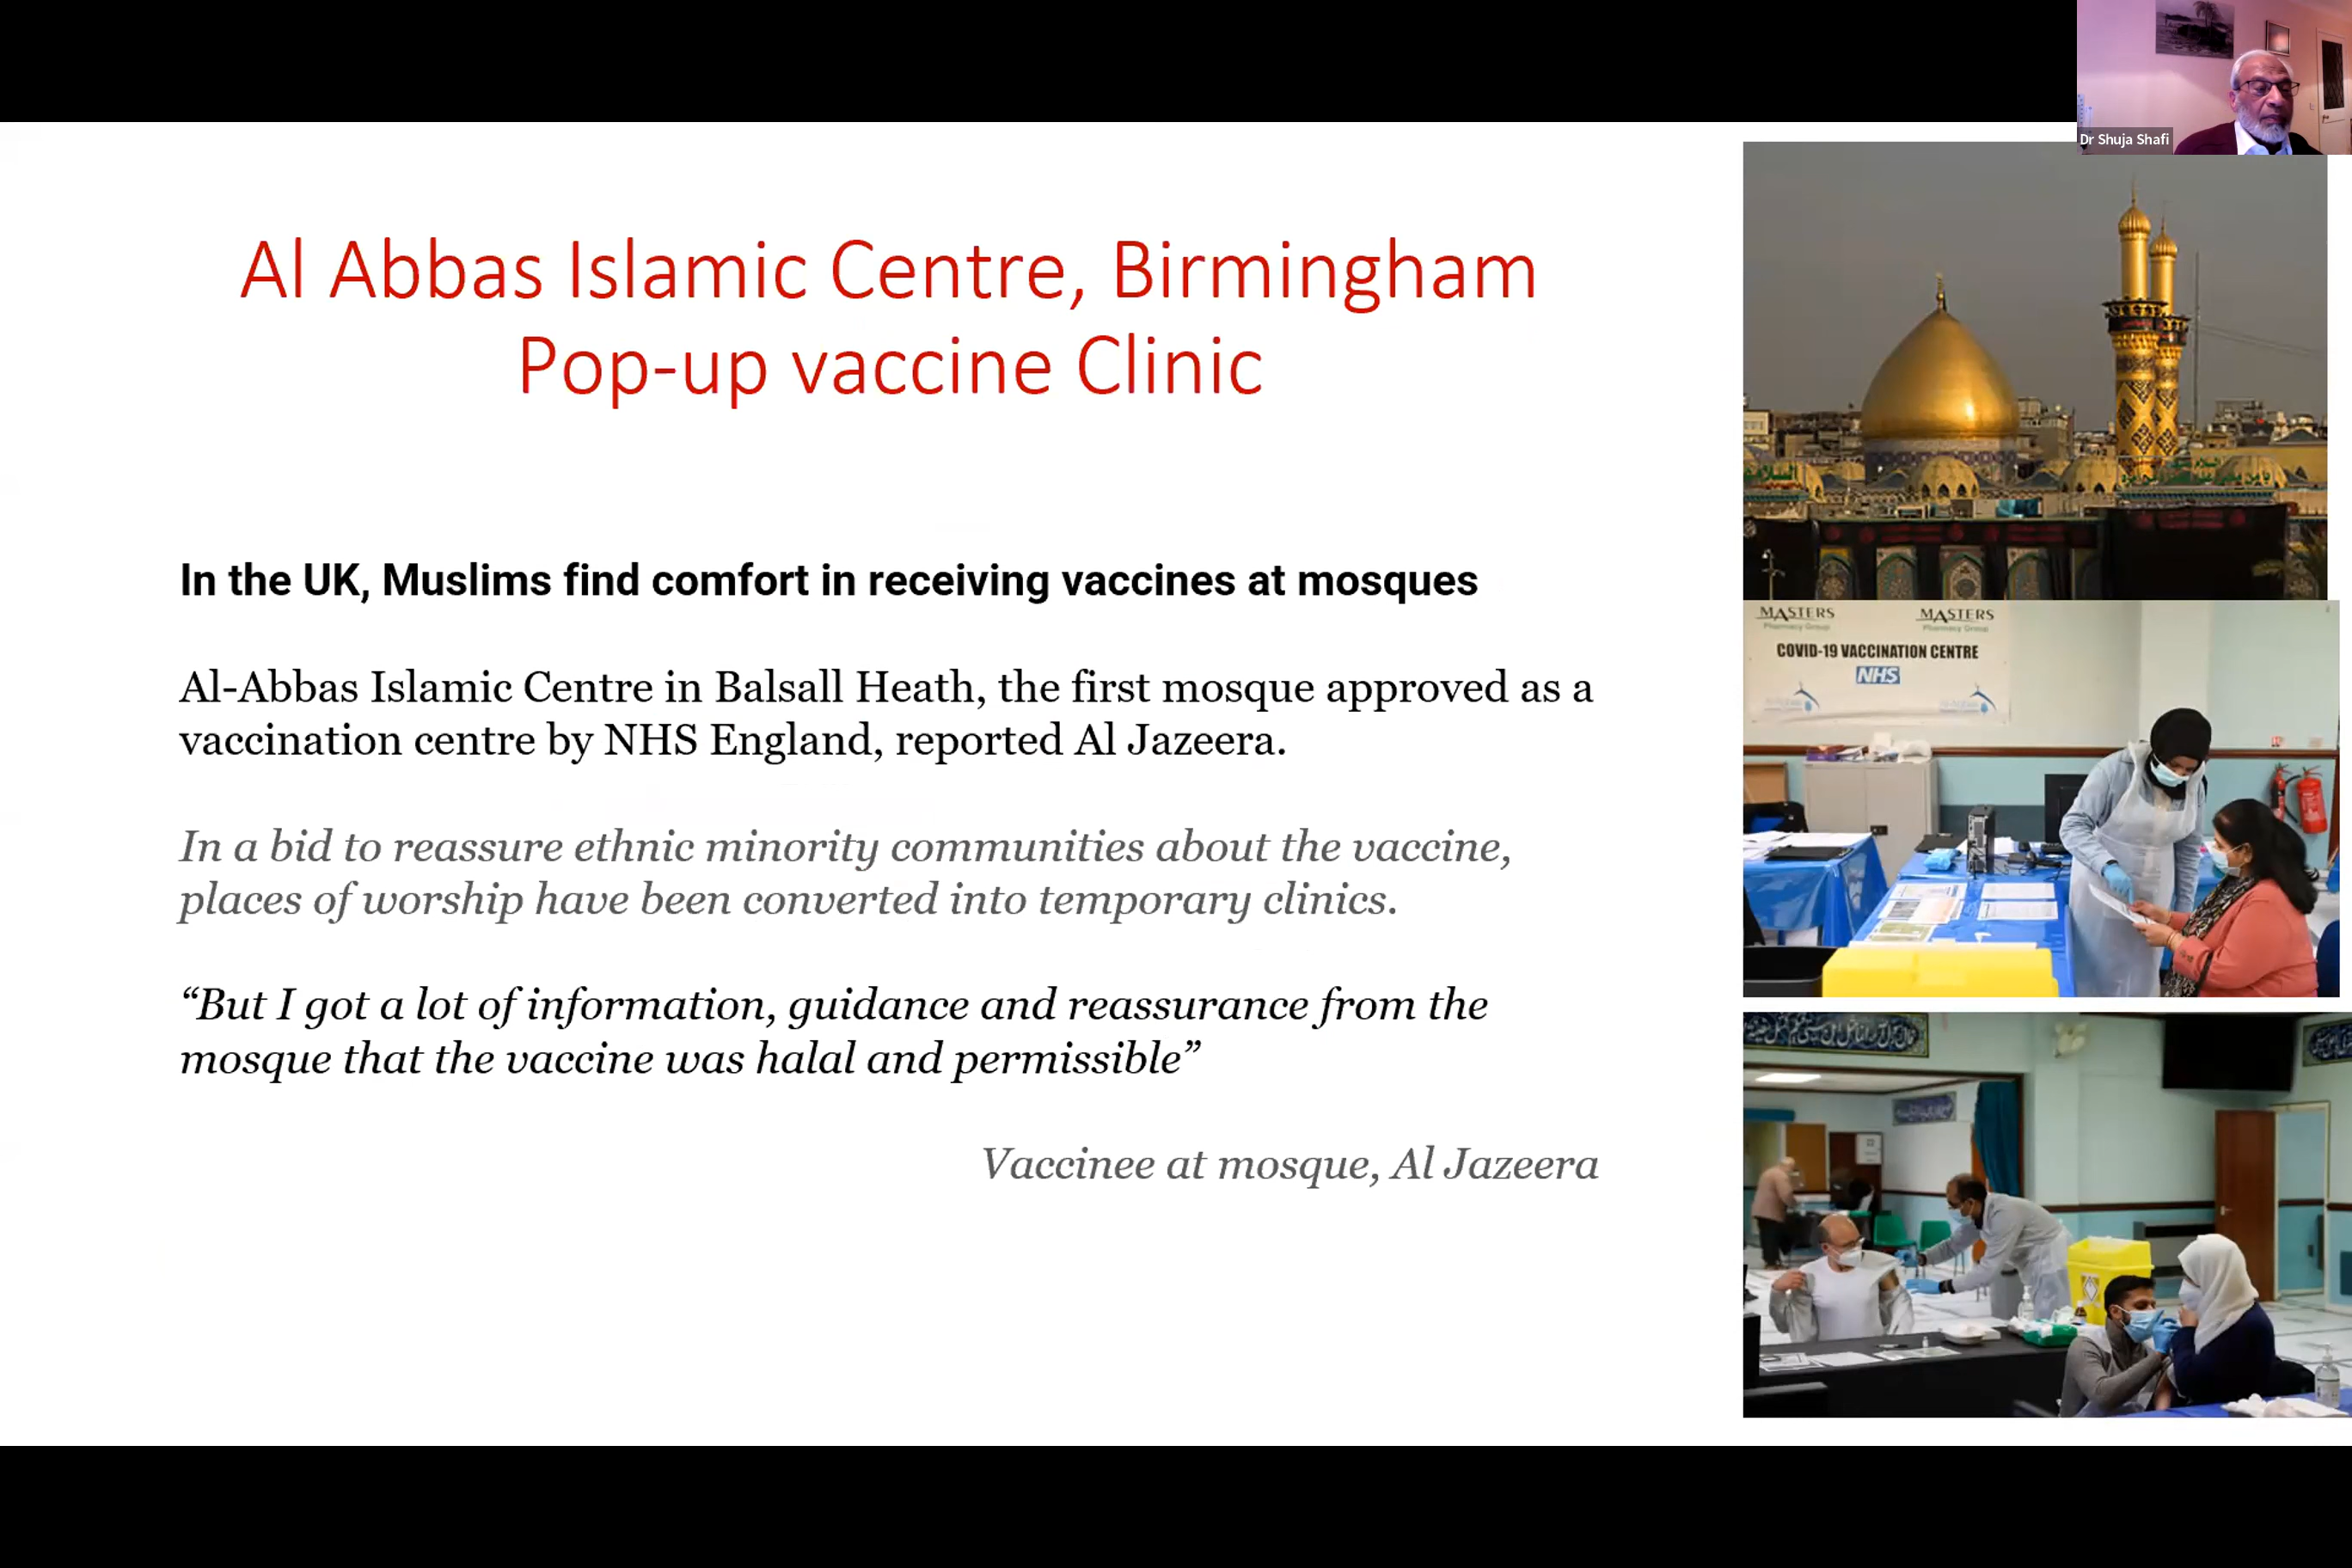 Dr Shuja Shafi
Al Abbas Islamic Centre, Birmingham
Pop-up vaccine Clinic
In the UK, Muslims find comfort in receiving vaccines at mosques
Al-Abbas Islamic Centre in Balsall Heath, the first mosque approved as a
vaccination centre by NHS England, reported Al Jazeera.
In a bid to reassure ethnic minority communities about the vaccine,
places of worship have been converted into temporary clinics.
“But I got a lot of information, guidance and reassurance from the
mosque that the vaccine was halal and permissible”
Vaccinee at mosque, Al Jazeera
MASTERS
Pharmacy Group
MASTERS
Pharmacy Group
COVID-19 VACCINATION CENTRE
NHS